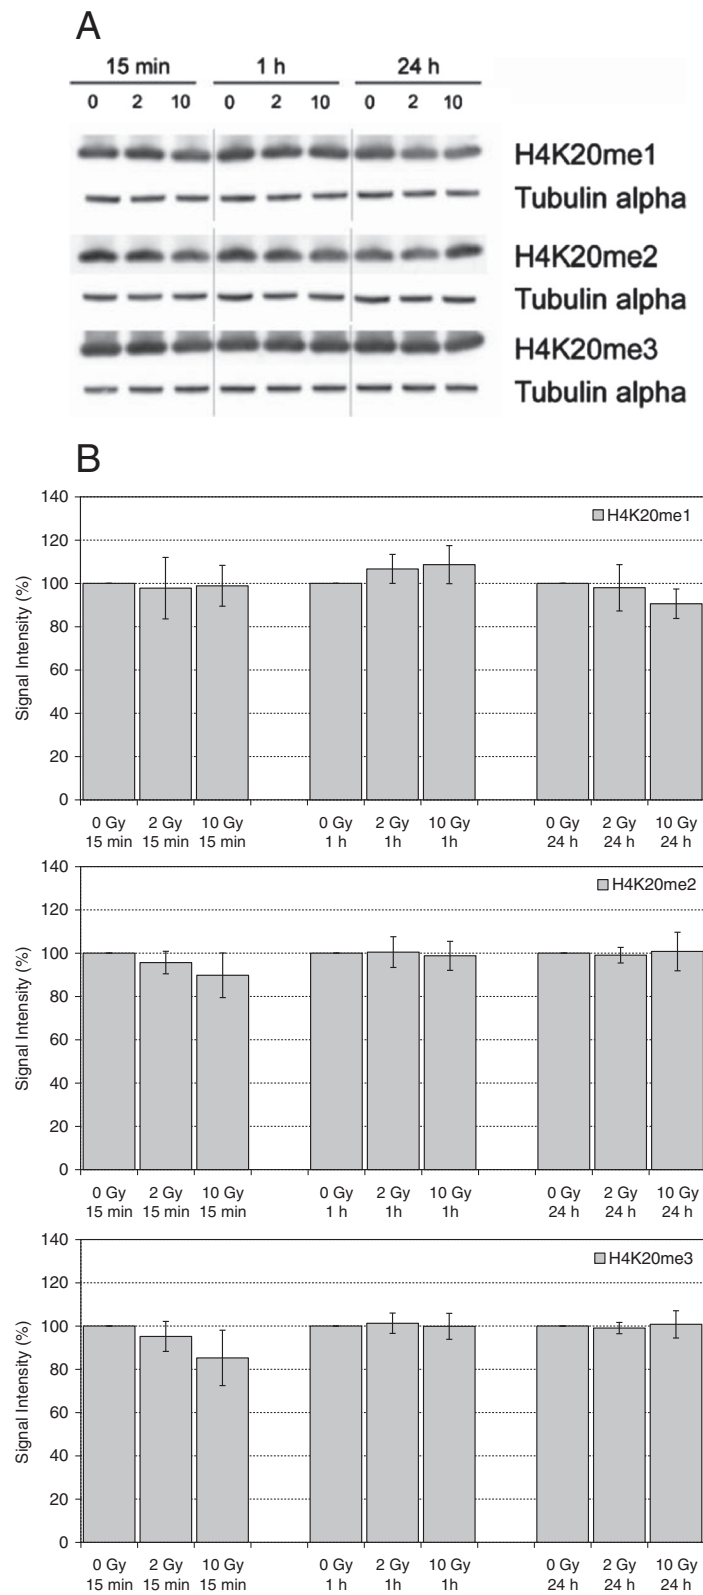 A
15 min 1 h 24 h
0 2 10 0 2 10 0 2 10
H4K20me1
Tubulin alpha
H4K20me2
Tubulin alpha
H4K20me3
Tubulin alpha
B
140
120
100
80
60
40
20
0
Signal Intensity (%)
H4K20me1
0 Gy 2 Gy 10 Gy 0 Gy 2 Gy 10 Gy 0 Gy 2 Gy 10 Gy
15 min 15 min 15 min 1 h 1h 1h 24 h 24 h 24 h
140
120
100
80
60
40
20
0
Signal Intensity (%)
H4K20me2
0 Gy 2 Gy 10 Gy 0 Gy 2 Gy 10 Gy 0 Gy 2 Gy 10 Gy
15 min 15 min 15 min 1 h 1h 1h 24 h 24 h 24 h
140
120
100
80
60
40
20
0
Signal Intensity (%)
H4K20me3
0 Gy 2 Gy 10 Gy 0 Gy 2 Gy 10 Gy 0 Gy 2 Gy 10 Gy
15 min 15 min 15 min 1 h 1h 1h 24 h 24 h 24 h